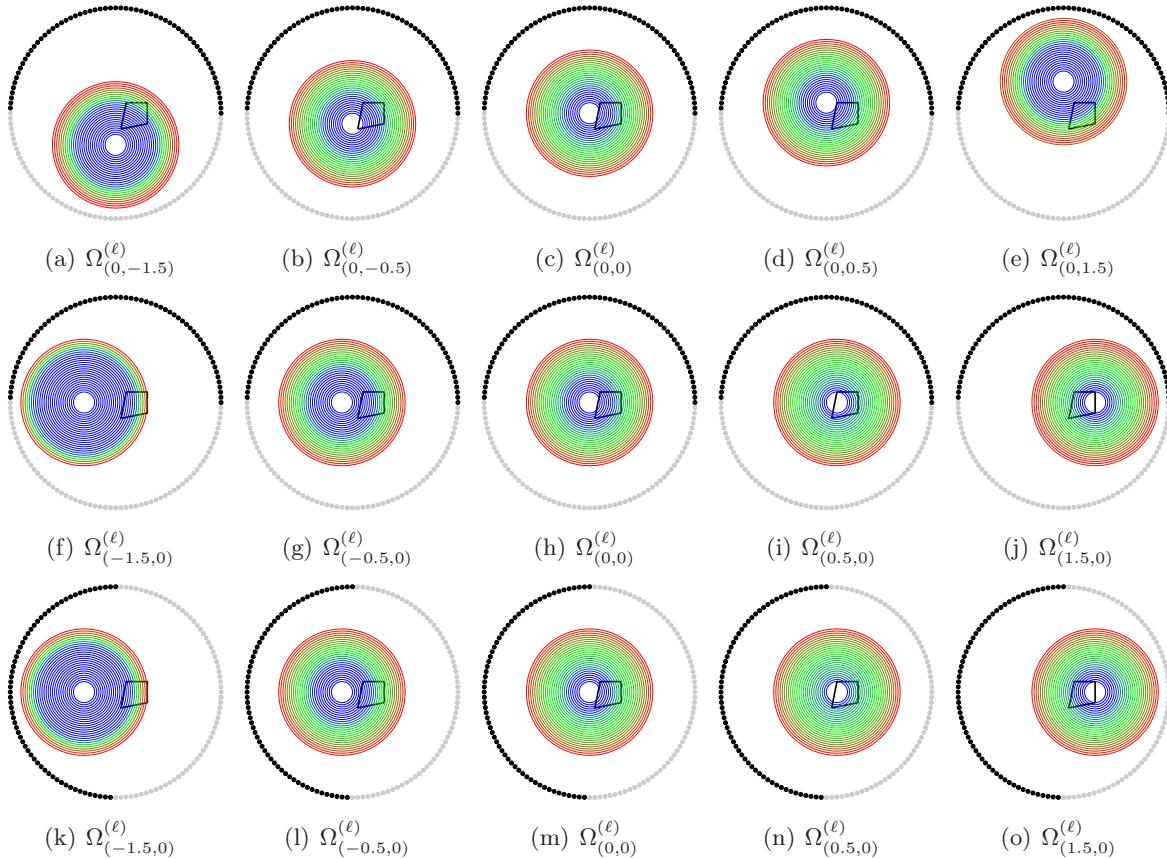 (a) Ω^{(ℓ)}_{(0,−1.5)} (b) Ω^{(ℓ)}_{(0,−0.5)} (c) Ω^{(ℓ)}_{(0,0)} (d) Ω^{(ℓ)}_{(0,0.5)} (e) Ω^{(ℓ)}_{(0,1.5)}
(f) Ω^{(ℓ)}_{(−1.5,0)} (g) Ω^{(ℓ)}_{(−0.5,0)} (h) Ω^{(ℓ)}_{(0,0)} (i) Ω^{(ℓ)}_{(0.5,0)} (j) Ω^{(ℓ)}_{(1.5,0)}
(k) Ω^{(ℓ)}_{(−1.5,0)} (l) Ω^{(ℓ)}_{(−0.5,0)} (m) Ω^{(ℓ)}_{(0,0)} (n) Ω^{(ℓ)}_{(0.5,0)} (o) Ω^{(ℓ)}_{(1.5,0)}